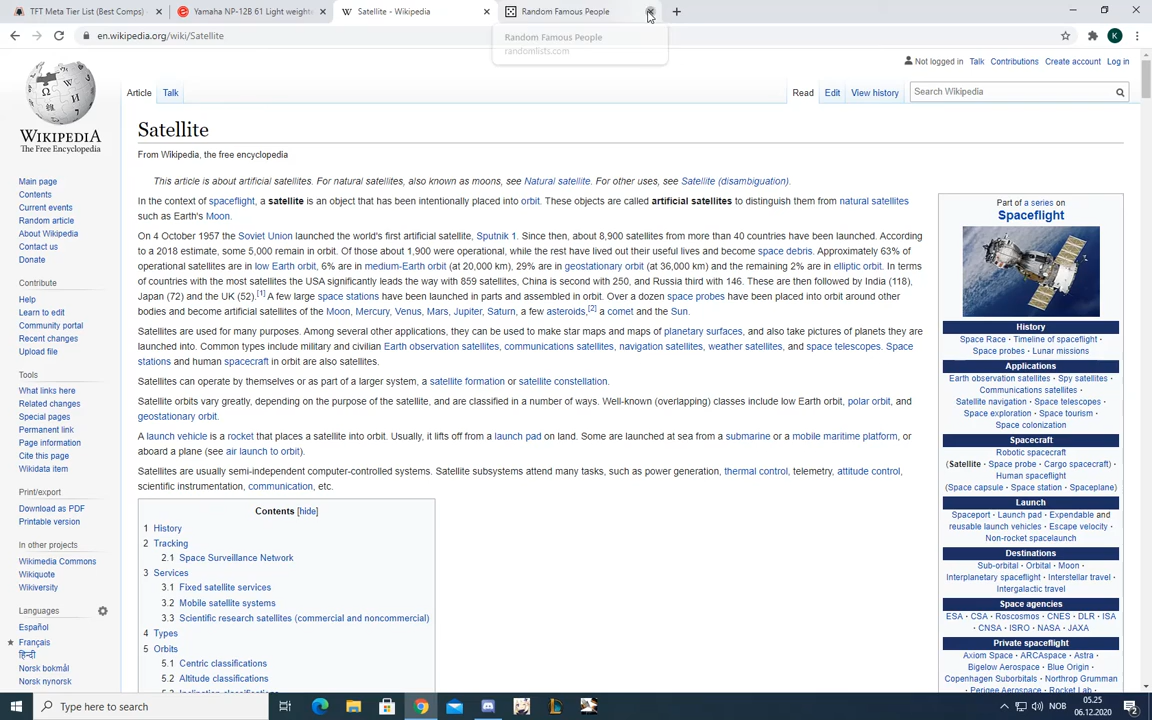 TFT Meta Tier List (Best Comps)
Yamaha NP-12B 61 Light weight
Satellite - Wikipedia
Random Famous People
Random Famous People
randomlists.com
en.wikipedia.org/wiki/Satellite
K
Not logged in Talk Contributions Create account Log in
Article Talk
Read Edit View history
Search Wikipedia
WIKIPEDIA
The Free Encyclopedia
Main page
Contents
Current events
Random article
About Wikipedia
Contact us
Donate
Contribute
Help
Learn to edit
Community portal
Recent changes
Upload file
Tools
What links here
Related changes
Special pages
Permanent link
Page information
Cite this page
Wikidata item
Print/export
Download as PDF
Printable version
In other projects
Wikimedia Commons
Wikiquote
Wikiversity
Languages
Español
Français
हिन्दी
Norsk bokmål
Norsk nynorsk
Satellite
From Wikipedia, the free encyclopedia
This article is about artificial satellites. For natural satellites, also known as moons, see Natural satellite. For other uses, see Satellite (disambiguation).
In the context of spaceflight, a satellite is an object that has been intentionally placed into orbit. These objects are called artificial satellites to distinguish them from natural satellites
such as Earth's Moon.
On 4 October 1957 the Soviet Union launched the world's first artificial satellite, Sputnik 1. Since then, about 8,900 satellites from more than 40 countries have been launched. According
to a 2018 estimate, some 5,000 remain in orbit. Of those about 1,900 were operational, while the rest have lived out their useful lives and become space debris. Approximately 63% of
operational satellites are in low Earth orbit, 6% are in medium-Earth orbit (at 20,000 km), 29% are in geostationary orbit (at 36,000 km) and the remaining 2% are in elliptic orbit. In terms
of countries with the most satellites the USA significantly leads the way with 859 satellites, China is second with 250, and Russia third with 146. These are then followed by India (118),
Japan (72) and the UK (52).[1] A few large space stations have been launched in parts and assembled in orbit. Over a dozen space probes have been placed into orbit around other
bodies and become artificial satellites of the Moon, Mercury, Venus, Mars, Jupiter, Saturn, a few asteroids,[2] a comet and the Sun.
Satellites are used for many purposes. Among several other applications, they can be used to make star maps and maps of planetary surfaces, and also take pictures of planets they are
launched into. Common types include military and civilian Earth observation satellites, communications satellites, navigation satellites, weather satellites, and space telescopes. Space
stations and human spacecraft in orbit are also satellites.
Satellites can operate by themselves or as part of a larger system, a satellite formation or satellite constellation.
Satellite orbits vary greatly, depending on the purpose of the satellite, and are classified in a number of ways. Well-known (overlapping) classes include low Earth orbit, polar orbit, and
geostationary orbit.
A launch vehicle is a rocket that places a satellite into orbit. Usually, it lifts off from a launch pad on land. Some are launched at sea from a submarine or a mobile maritime platform, or
aboard a plane (see air launch to orbit).
Satellites are usually semi-independent computer-controlled systems. Satellite subsystems attend many tasks, such as power generation, thermal control, telemetry, attitude control,
scientific instrumentation, communication, etc.
Contents [hide]
1 History
2 Tracking
2.1 Space Surveillance Network
3 Services
3.1 Fixed satellite services
3.2 Mobile satellite systems
3.3 Scientific research satellites (commercial and noncommercial)
4 Types
5 Orbits
5.1 Centric classifications
5.2 Altitude classifications
5.3 Inclination classifications
Part of a series on
Spaceflight
History
Space Race · Timeline of spaceflight ·
Space probes · Lunar missions
Applications
Earth observation satellites · Spy satellites ·
Communications satellites ·
Satellite navigation · Space telescopes ·
Space exploration · Space tourism ·
Space colonization
Spacecraft
Robotic spacecraft
(Satellite · Space probe · Cargo spacecraft) ·
Human spaceflight
(Space capsule · Space station · Spaceplane)
Launch
Spaceport · Launch pad · Expendable and
reusable launch vehicles · Escape velocity ·
Non-rocket spacelaunch
Destinations
Sub-orbital · Orbital · Moon ·
Interplanetary spaceflight · Interstellar travel ·
Intergalactic travel
Space agencies
ESA · CSA · Roscosmos · CNES · DLR · ISA
· CNSA · ISRO · NASA · JAXA
Private spaceflight
Axiom Space · ARCAspace · Astra ·
Bigelow Aerospace · Blue Origin ·
Copenhagen Suborbitals · Northrop Grumman
· Perigee Aerospace · Rocket Lab ·
Type here to search
NOB
05.25
06.12.2020
2